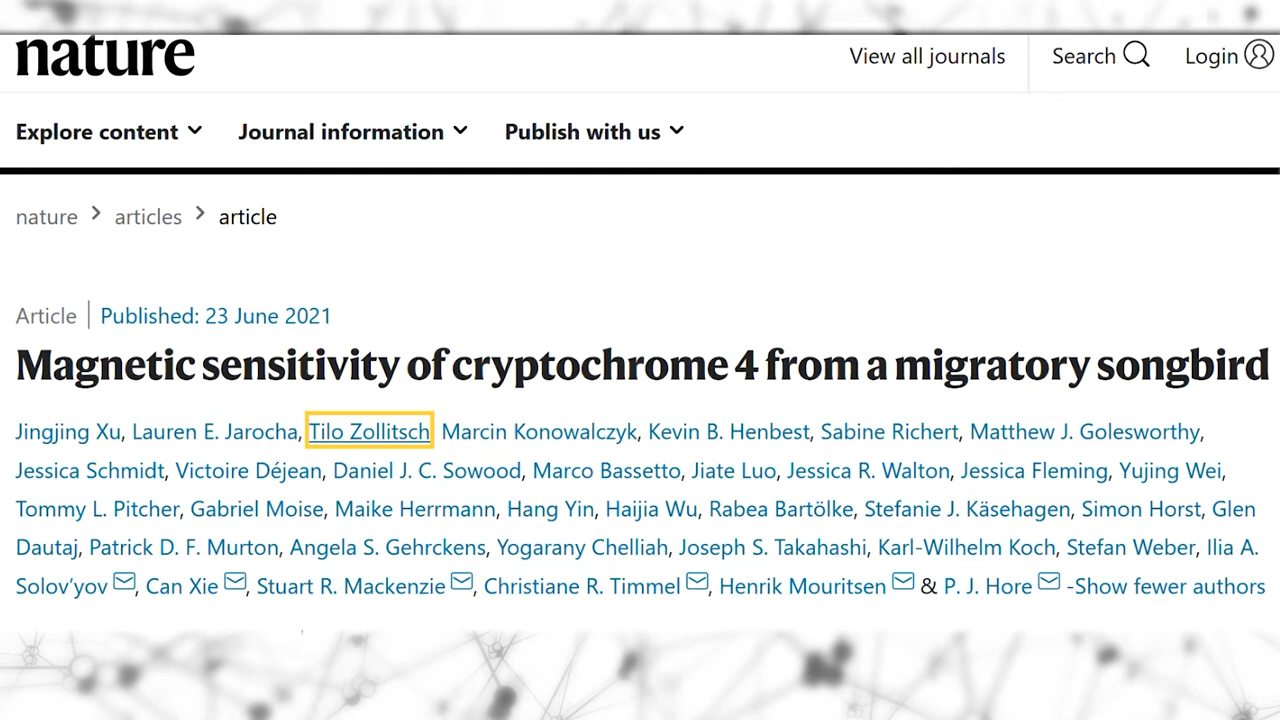 nature
View all journals
Search
Login
Explore content
Journal information
Publish with us
nature > articles > article
Article | Published: 23 June 2021
Magnetic sensitivity of cryptochrome 4 from a migratory songbird
Jingjing Xu, Lauren E. Jarocha, Tilo Zollitsch Marcin Konowalczyk, Kevin B. Henbest, Sabine Richert, Matthew J. Golesworthy,
Jessica Schmidt, Victoire Déjean, Daniel J. C. Sowood, Marco Bassetto, Jiate Luo, Jessica R. Walton, Jessica Fleming, Yujing Wei,
Tommy L. Pitcher, Gabriel Moise, Maike Herrmann, Hang Yin, Haijia Wu, Rabea Bartölke, Stefanie J. Käsehagen, Simon Horst, Glen
Dautaj, Patrick D. F. Murton, Angela S. Gehrckens, Yogarany Chelliah, Joseph S. Takahashi, Karl-Wilhelm Koch, Stefan Weber, Ilia A.
Solov’yov, Can Xie, Stuart R. Mackenzie, Christiane R. Timmel, Henrik Mouritsen & P. J. Hore -Show fewer authors